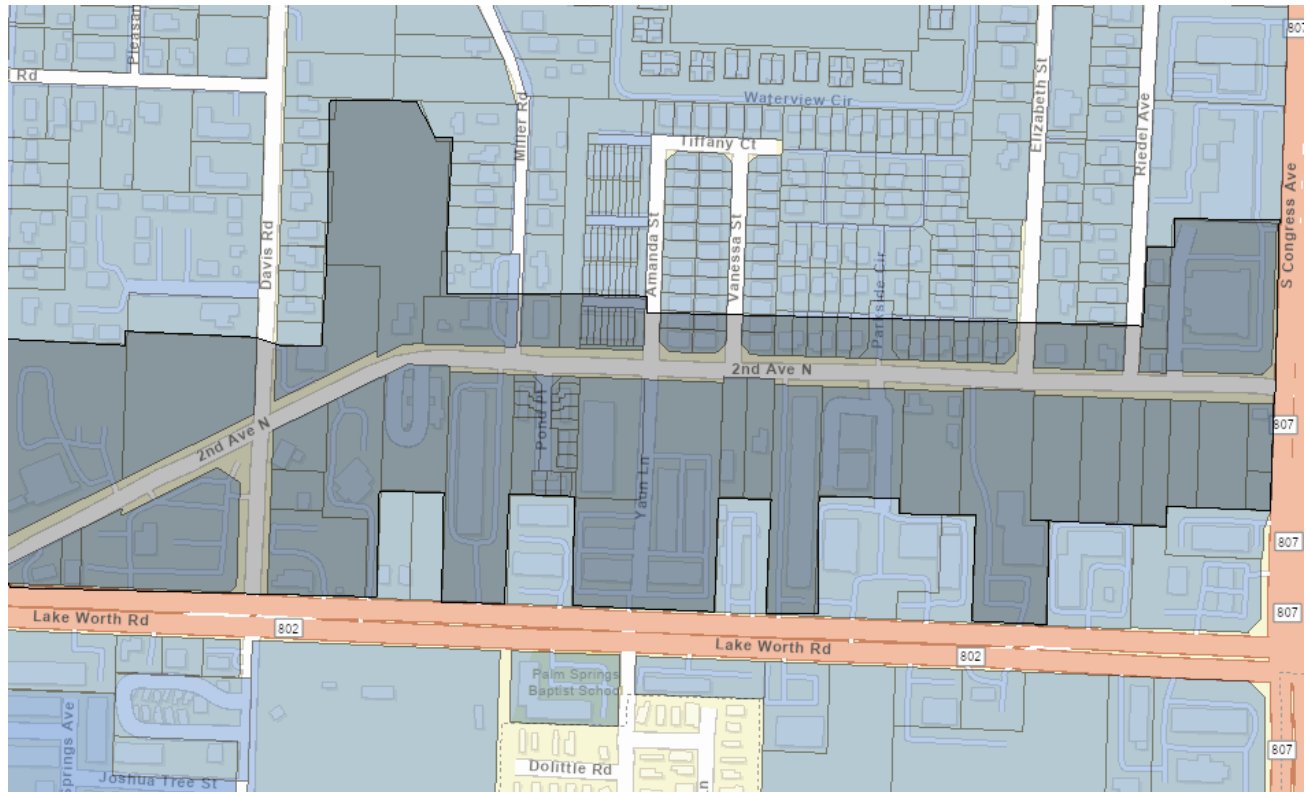 Pleasan
807
Rd
Elizabeth St
Waterview Cir
Miller Rd
Riedel Ave
Tiffany Ct
S Congress Ave
Davis Rd
Amanda St
Vanessa St
Parkside Cir
2nd Ave N
2nd Ave N
Pond Pl
807
Yaun Ln
807
Lake Worth Rd
802
807
Lake Worth Rd
802
Palm Springs
Baptist School
Springs Ave
807
Dolittle Rd
Joshua Tree St
Ln